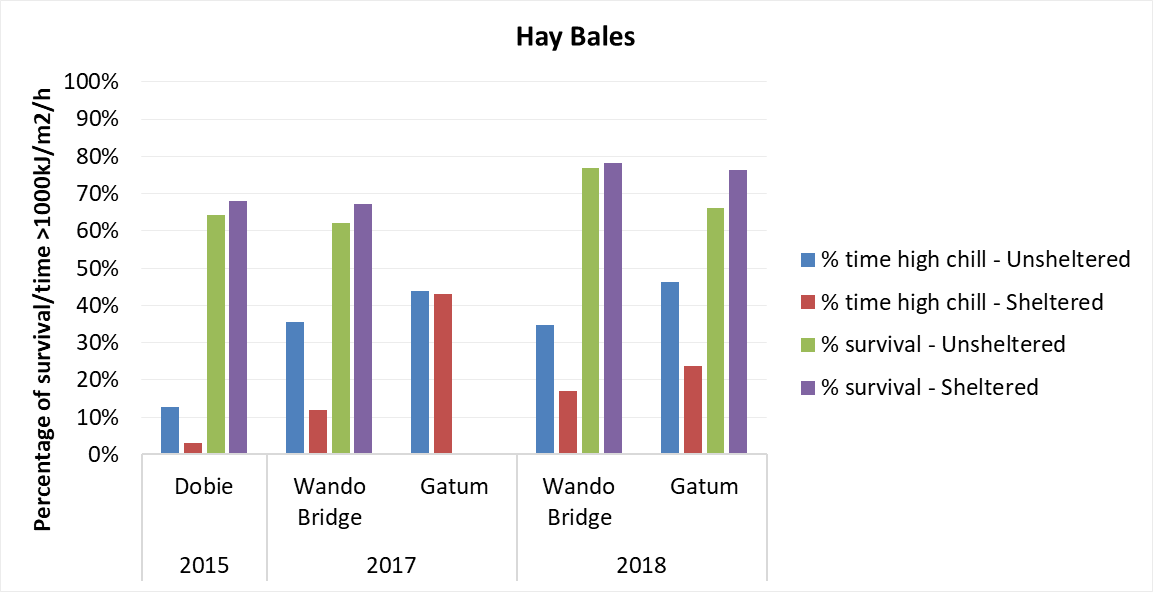 Hay Bales
Percentage of survival/time >1000kJ/m2/h
100%
90%
80%
70%
60%
50%
40%
30%
20%
10%
0%
Dobie
Wando
Bridge
Gatum
Wando
Bridge
Gatum
2015
2017
2018
% time high chill - Unsheltered
% time high chill - Sheltered
% survival - Unsheltered
% survival - Sheltered